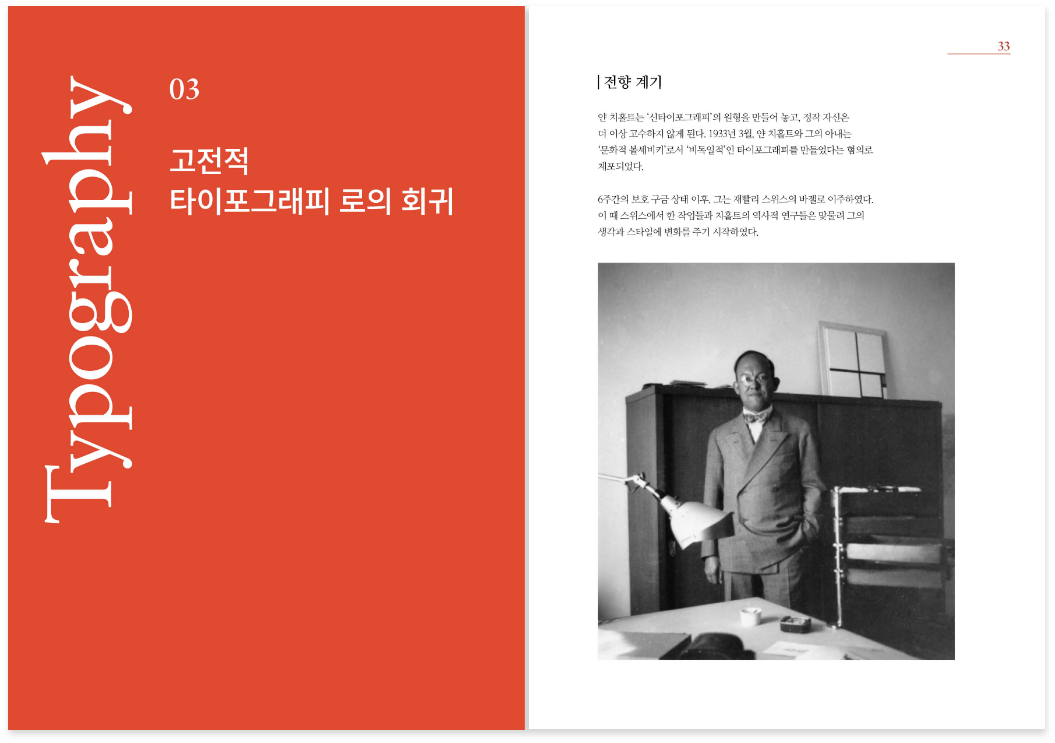 Typography
03
고전적
타이포그래피 로의 회귀
33
전향 계기
얀 치홀트는 ‘신타이포그래피’의 원형을 만들어 놓고, 정작 자신은
더 이상 고수하지 않게 된다. 1933년 3월, 얀 치홀트와 그의 아내는
‘문화적 볼셰비키’로서 ‘비독일적’인 타이포그래피를 만들었다는 혐의로
체포되었다.
6주간의 보호 구금 상태 이후, 그는 재빨리 스위스의 바젤로 이주하였다.
이 때 스위스에서 한 작업들과 치홀트의 역사적 연구들은 맞물려 그의
생각과 스타일에 변화를 주기 시작하였다.